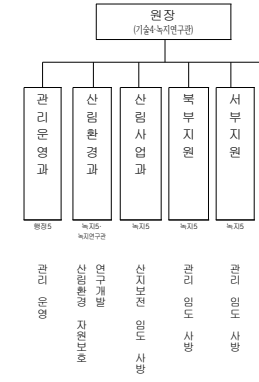 원장
(기술4·녹지연구관)
관리운영과
산림환경과
산림사업과
북부지원
서부지원
행정5
녹지5·
녹지연구관
녹지5
녹지5
녹지5
관리 운영
연구개발
산림환경 자원보호
산지보전 임도 사방
관리 임도 사방
관리 임도 사방